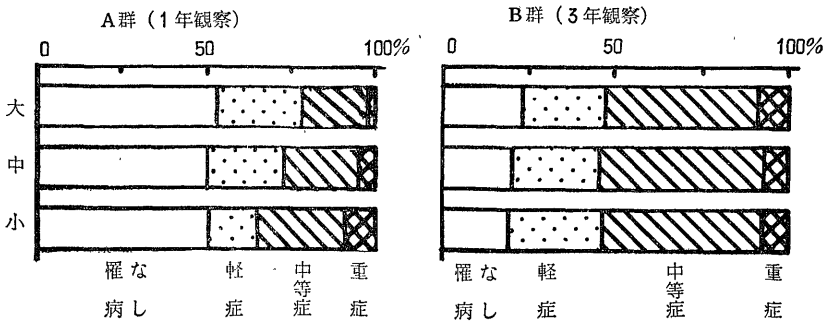 A群（1年観察）
0 50 100%
大
中
小
罹病なし
軽症
中等症
重症
B群（3年観察）
0 50 100%
罹病なし
軽症
中等症
重症